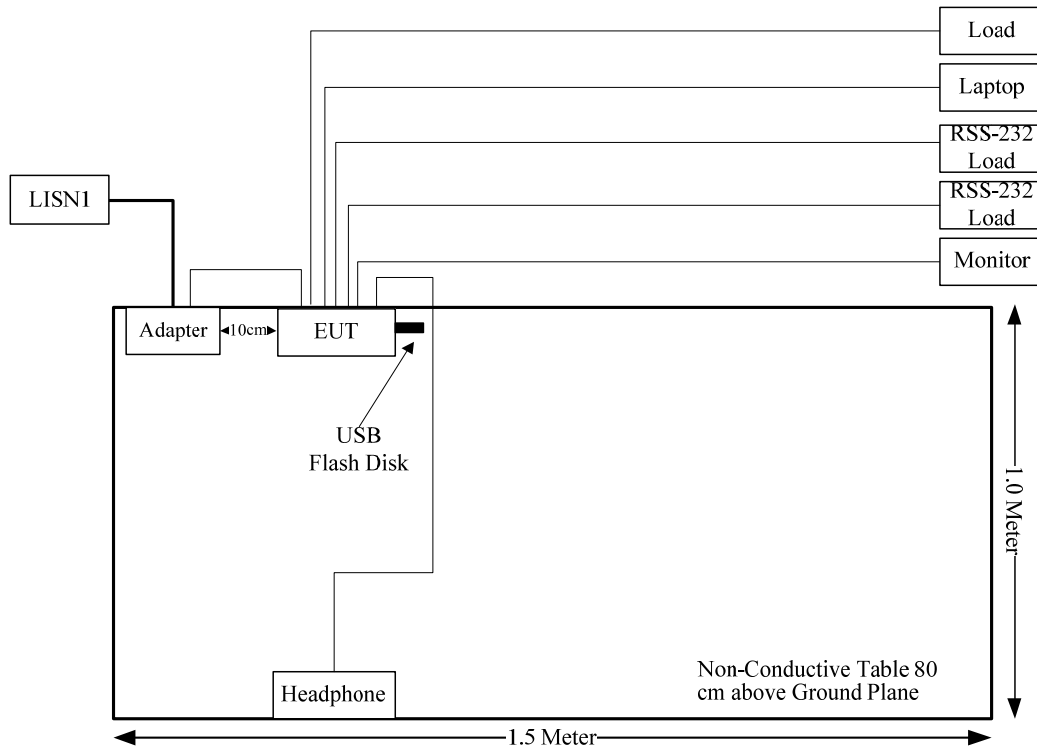 Load
Laptop
RSS-232
Load
LISN1
RSS-232
Load
Monitor
Adapter
10cm
EUT
USB
Flash Disk
1.0 Meter
Non-Conductive Table 80
cm above Ground Plane
Headphone
1.5 Meter